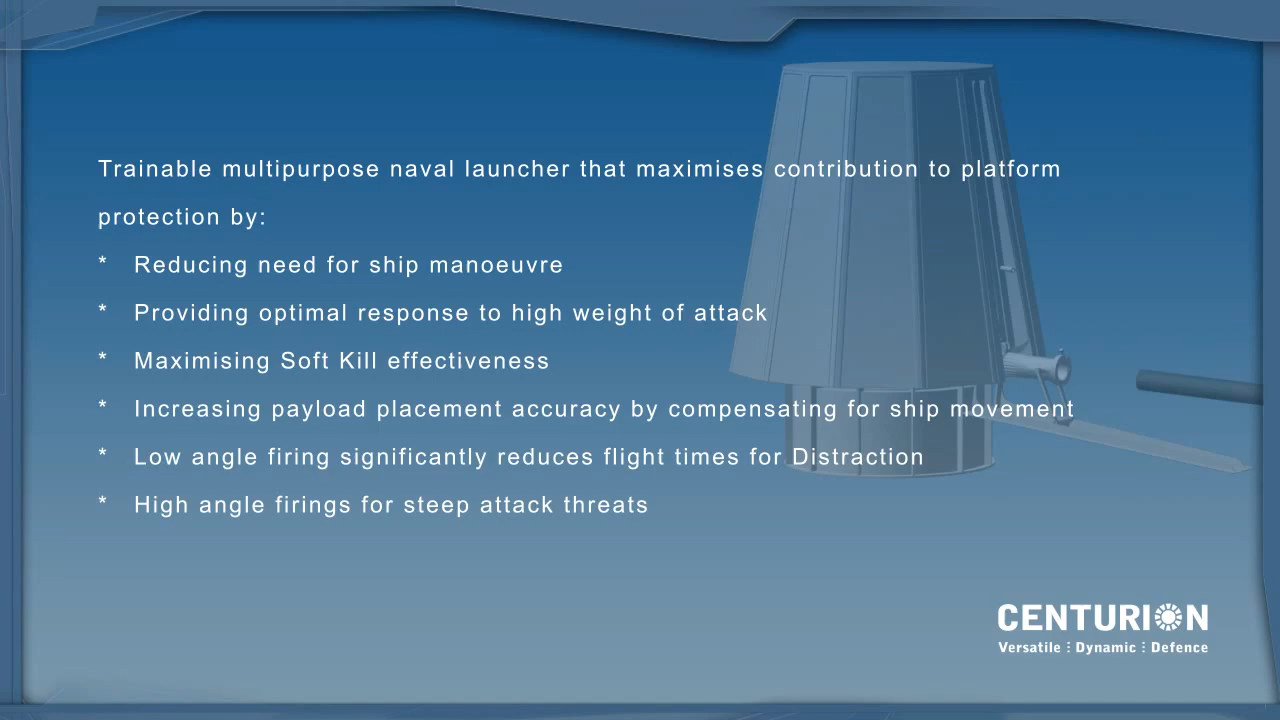 Trainable multipurpose naval launcher that maximises contribution to platform
protection by:
* Reducing need for ship manoeuvre
* Providing optimal response to high weight of attack
* Maximising Soft Kill effectiveness
* Increasing payload placement accuracy by compensating for ship movement
* Low angle firing significantly reduces flight times for Distraction
* High angle firings for steep attack threats
CENTURION
Versatile ⋮ Dynamic ⋮ Defence